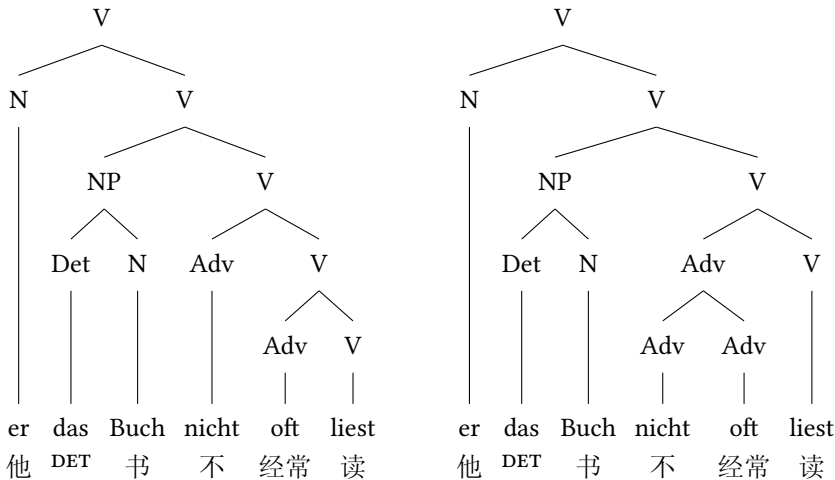 V V
N V N V
NP V NP V
Det N Adv V Det N Adv V
Adv V Adv Adv
er das Buch nicht oft liest er das Buch nicht oft liest
他 DET 书 不 经常 读 他 DET 书 不 经常 读